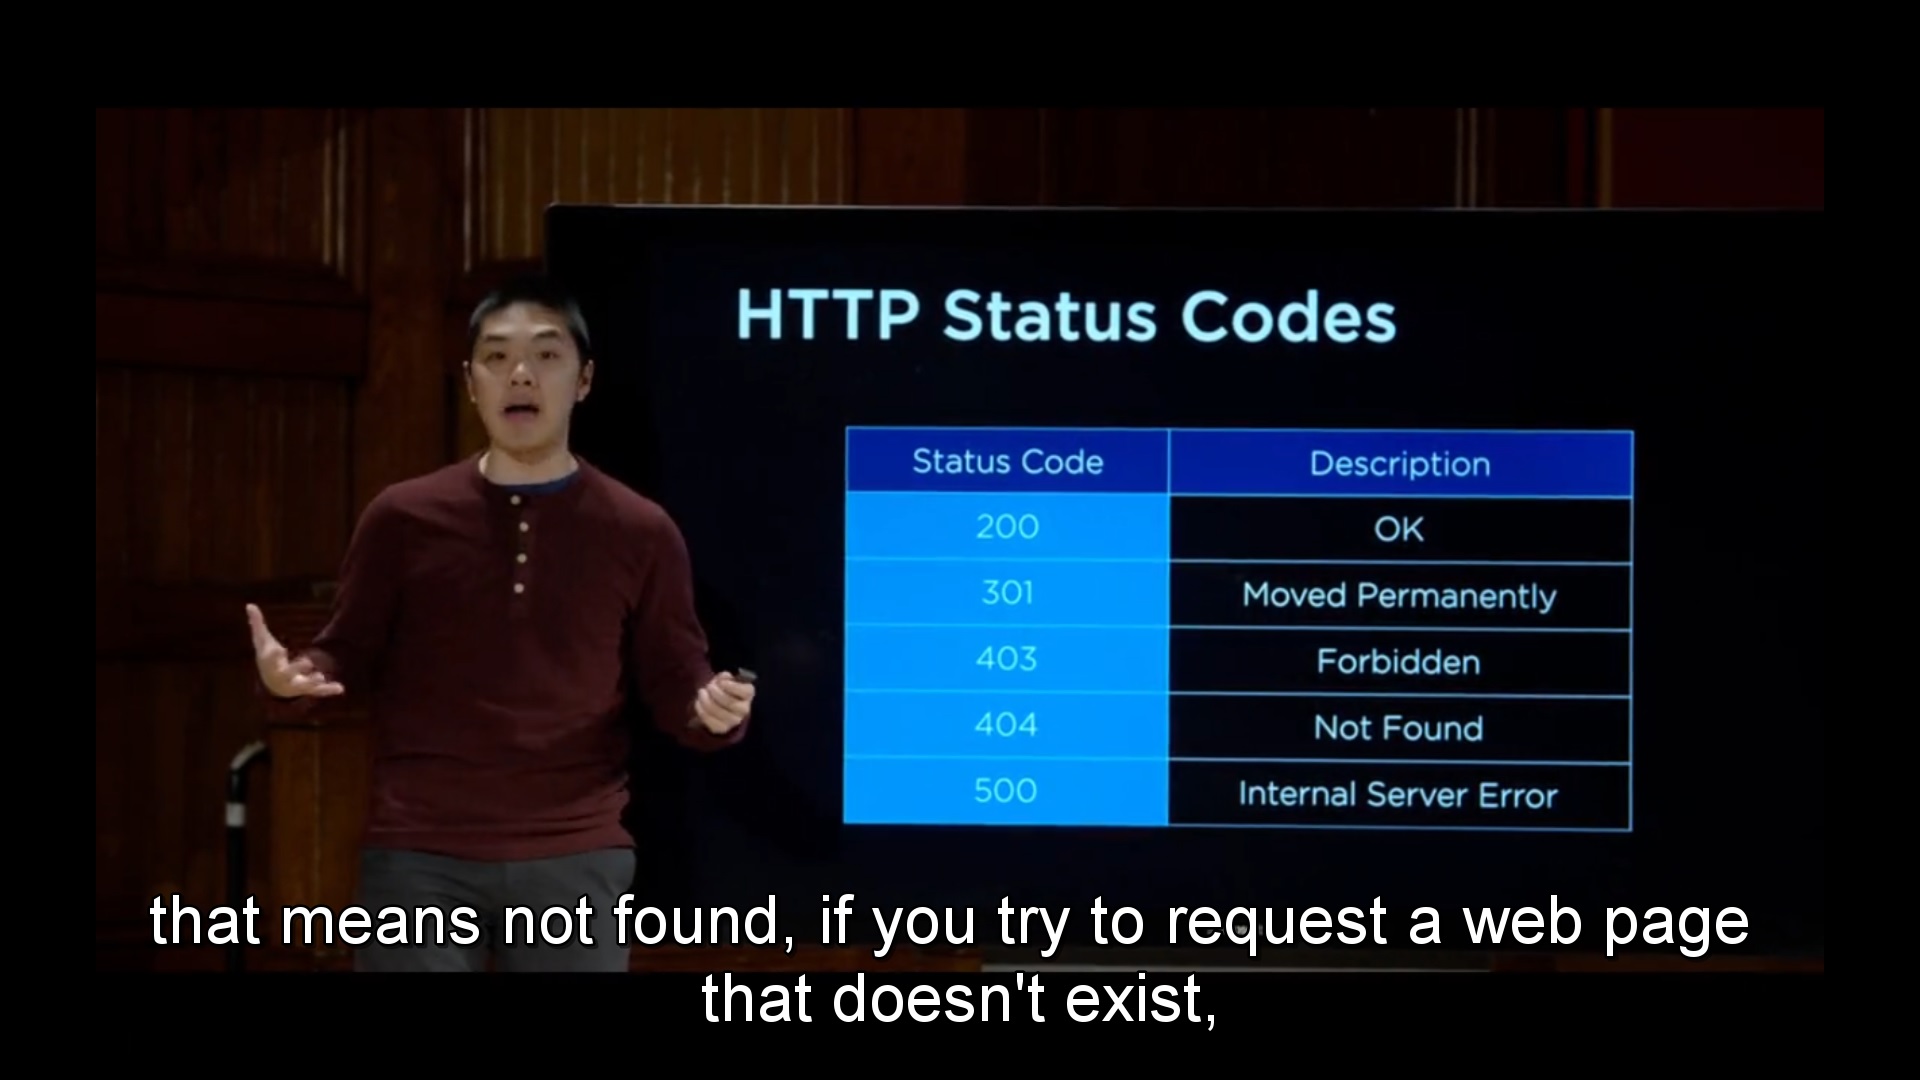 HTTP Status Codes
Status Code Description
200 OK
301 Moved Permanently
403 Forbidden
404 Not Found
500 Internal Server Error
that means not found, if you try to request a web page
that doesn't exist,